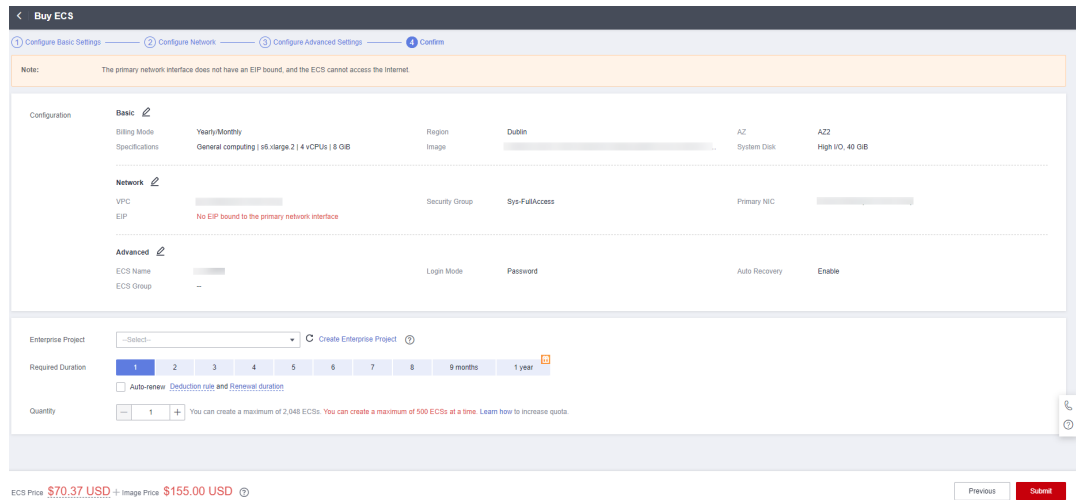 Buy ECS
1 Configure Basic Settings 2 Configure Network 3 Configure Advanced Settings 4 Confirm
Note: The primary network interface does not have an EIP bound, and the ECS cannot access the Internet.
Configuration Basic
Billing Mode Yearly/Monthly Region Dublin AZ AZ2
Specifications General computing | s6.xlarge.2 | 4 vCPUs | 8 GiB Image System Disk High I/O, 40 GiB
Network
VPC Security Group Sys-FullAccess Primary NIC
EIP No EIP bound to the primary network interface
Advanced
ECS Name Login Mode Password Auto Recovery Enable
ECS Group --
Enterprise Project --Select-- Create Enterprise Project ?
Required Duration 1 2 3 4 5 6 7 8 9 months 1 year
Auto-renew Deduction rule and Renewal duration
Quantity — 1 + You can create a maximum of 2,048 ECSs. You can create a maximum of 500 ECSs at a time. Learn how to increase quota.
ECS Price $70.37 USD + Image Price $155.00 USD ? Previous Submit